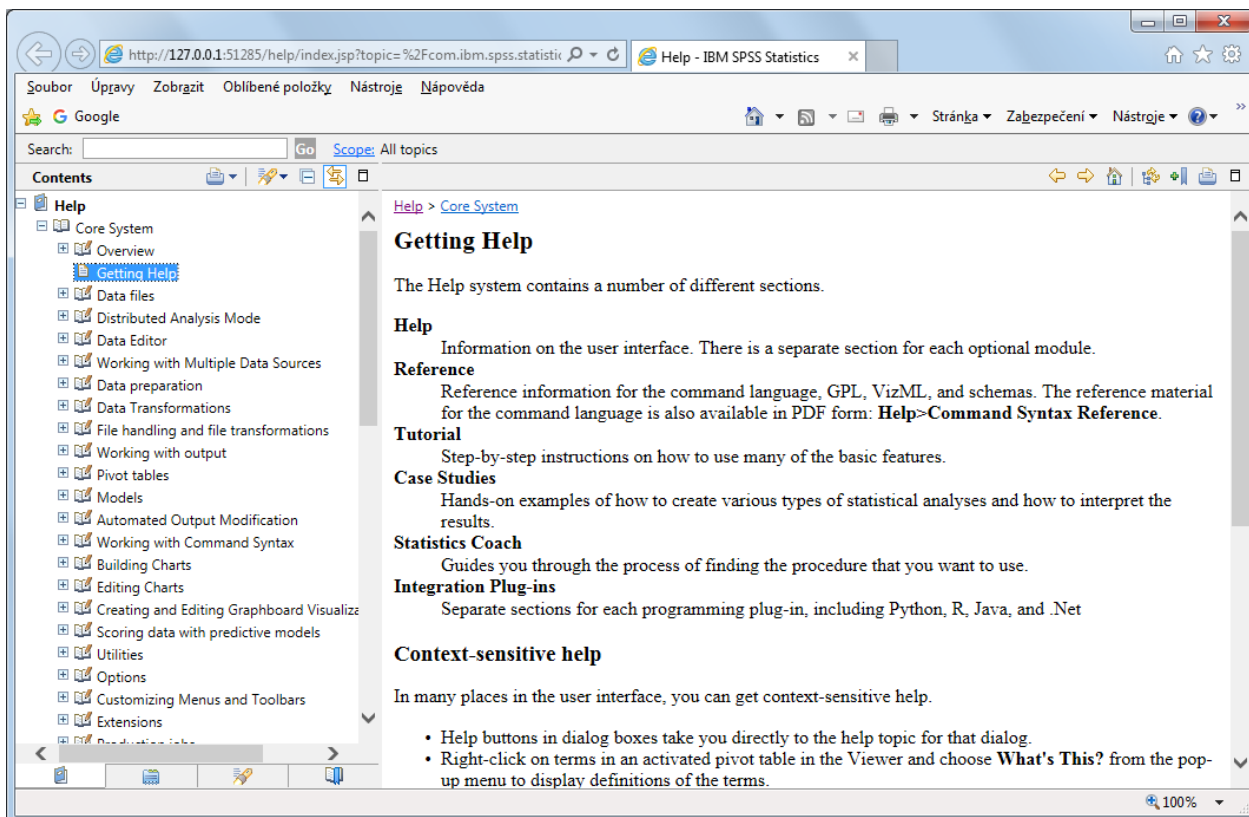 http://127.0.0.1:51285/help/index.jsp?topic=%2Fcom.ibm.spss.statistic
Help - IBM SPSS Statistics
Soubor Úpravy Zobrazit Oblíbené položky Nástroje Nápověda
Google
Stránka Zabezpečení Nástroje
Search: Go Scope: All topics
Contents
Help
Core System
Overview
Getting Help
Data files
Distributed Analysis Mode
Data Editor
Working with Multiple Data Sources
Data preparation
Data Transformations
File handling and file transformations
Working with output
Pivot tables
Models
Automated Output Modification
Working with Command Syntax
Building Charts
Editing Charts
Creating and Editing Graphboard Visualiza
Scoring data with predictive models
Utilities
Options
Customizing Menus and Toolbars
Extensions
Production jobs
Help > Core System
Getting Help
The Help system contains a number of different sections.
Help
Information on the user interface. There is a separate section for each optional module.
Reference
Reference information for the command language, GPL, VizML, and schemas. The reference material
for the command language is also available in PDF form: Help>Command Syntax Reference.
Tutorial
Step-by-step instructions on how to use many of the basic features.
Case Studies
Hands-on examples of how to create various types of statistical analyses and how to interpret the
results.
Statistics Coach
Guides you through the process of finding the procedure that you want to use.
Integration Plug-ins
Separate sections for each programming plug-in, including Python, R, Java, and .Net
Context-sensitive help
In many places in the user interface, you can get context-sensitive help.
• Help buttons in dialog boxes take you directly to the help topic for that dialog.
• Right-click on terms in an activated pivot table in the Viewer and choose What's This? from the pop-
up menu to display definitions of the terms.
100%